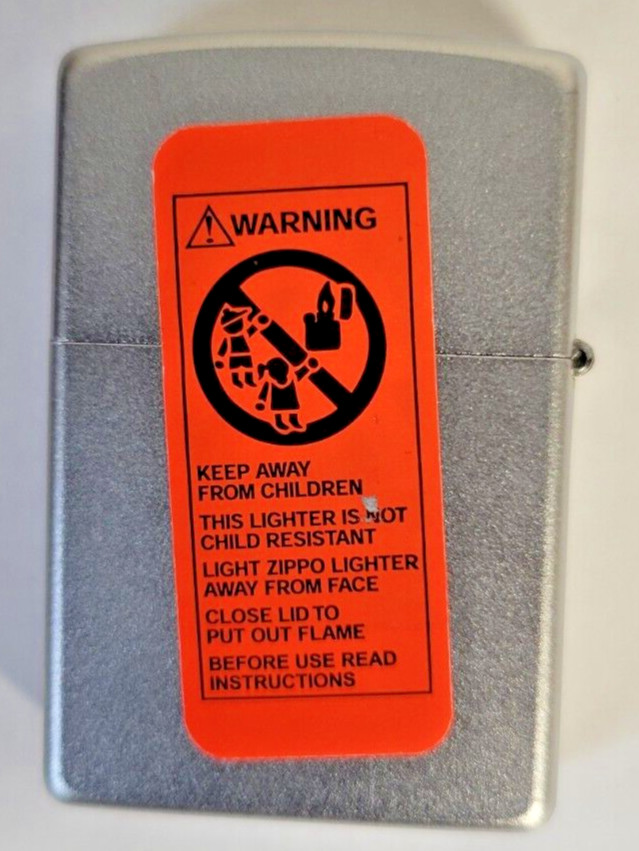 WARNING
KEEP AWAY
FROM CHILDREN
THIS LIGHTER IS NOT
CHILD RESISTANT
LIGHT ZIPPO LIGHTER
AWAY FROM FACE
CLOSE LID TO
PUT OUT FLAME
BEFORE USE READ
INSTRUCTIONS